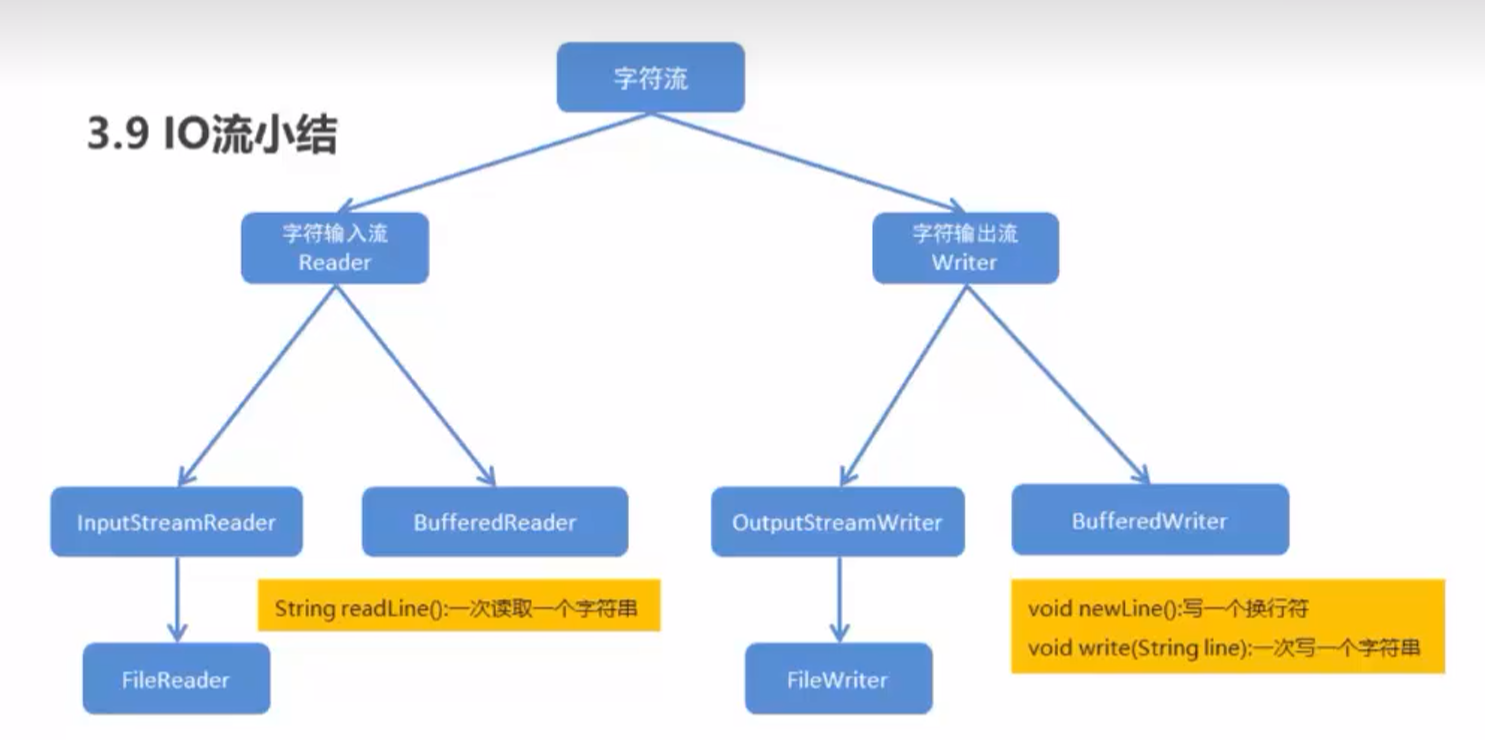 字符流
3.9 IO流小结
字符输入流
Reader
字符输出流
Writer
InputStreamReader
BufferedReader
OutputStreamWriter
BufferedWriter
String readLine():一次读取一个字符串
void newLine():写一个换行符
void write(String line):一次写一个字符串
FileReader
FileWriter